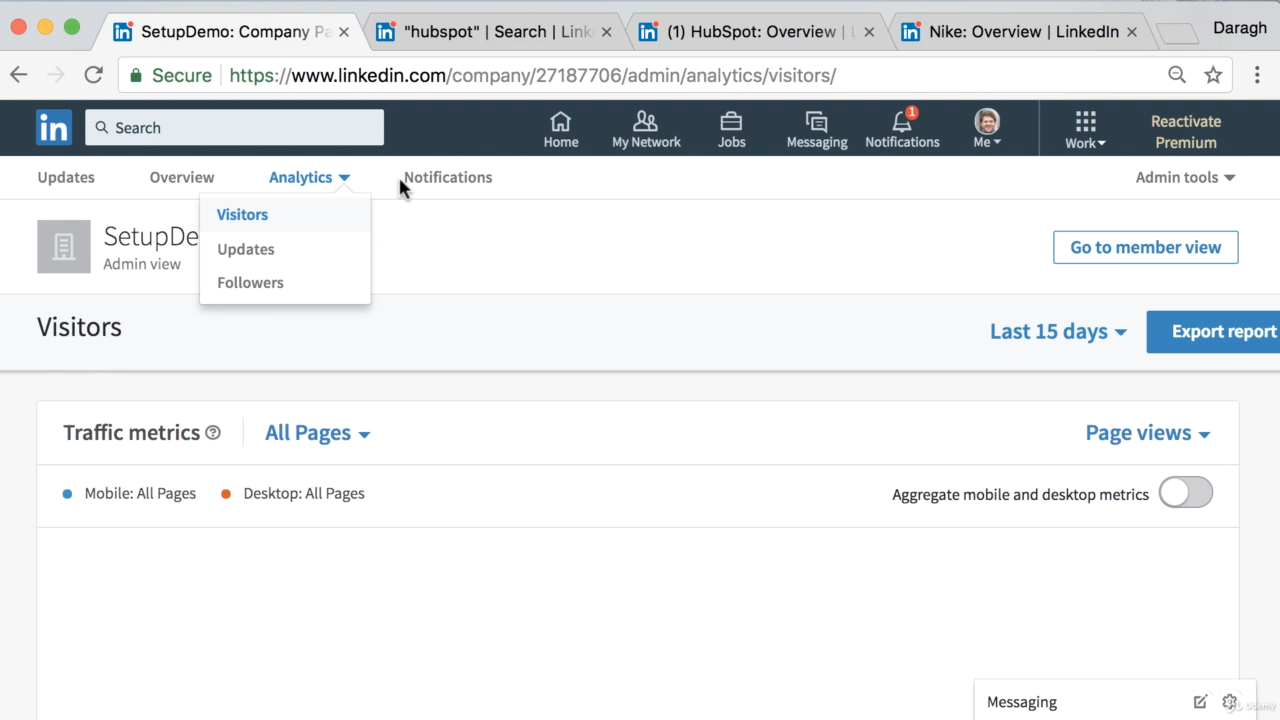 SetupDemo: Company Pa
"hubspot" | Search | Link
(1) HubSpot: Overview | L
Nike: Overview | LinkedIn
Daragh
Secure
https://www.linkedin.com/company/27187706/admin/analytics/visitors/
in
Search
Home
My Network
Jobs
Messaging
1
Notifications
Me
Work
Reactivate
Premium
Updates
Overview
Analytics
Notifications
Admin tools
Visitors
Updates
Followers
SetupDe
Admin view
Go to member view
Visitors
Last 15 days
Export report
Traffic metrics
All Pages
Page views
Mobile: All Pages
Desktop: All Pages
Aggregate mobile and desktop metrics
Messaging
Udemy